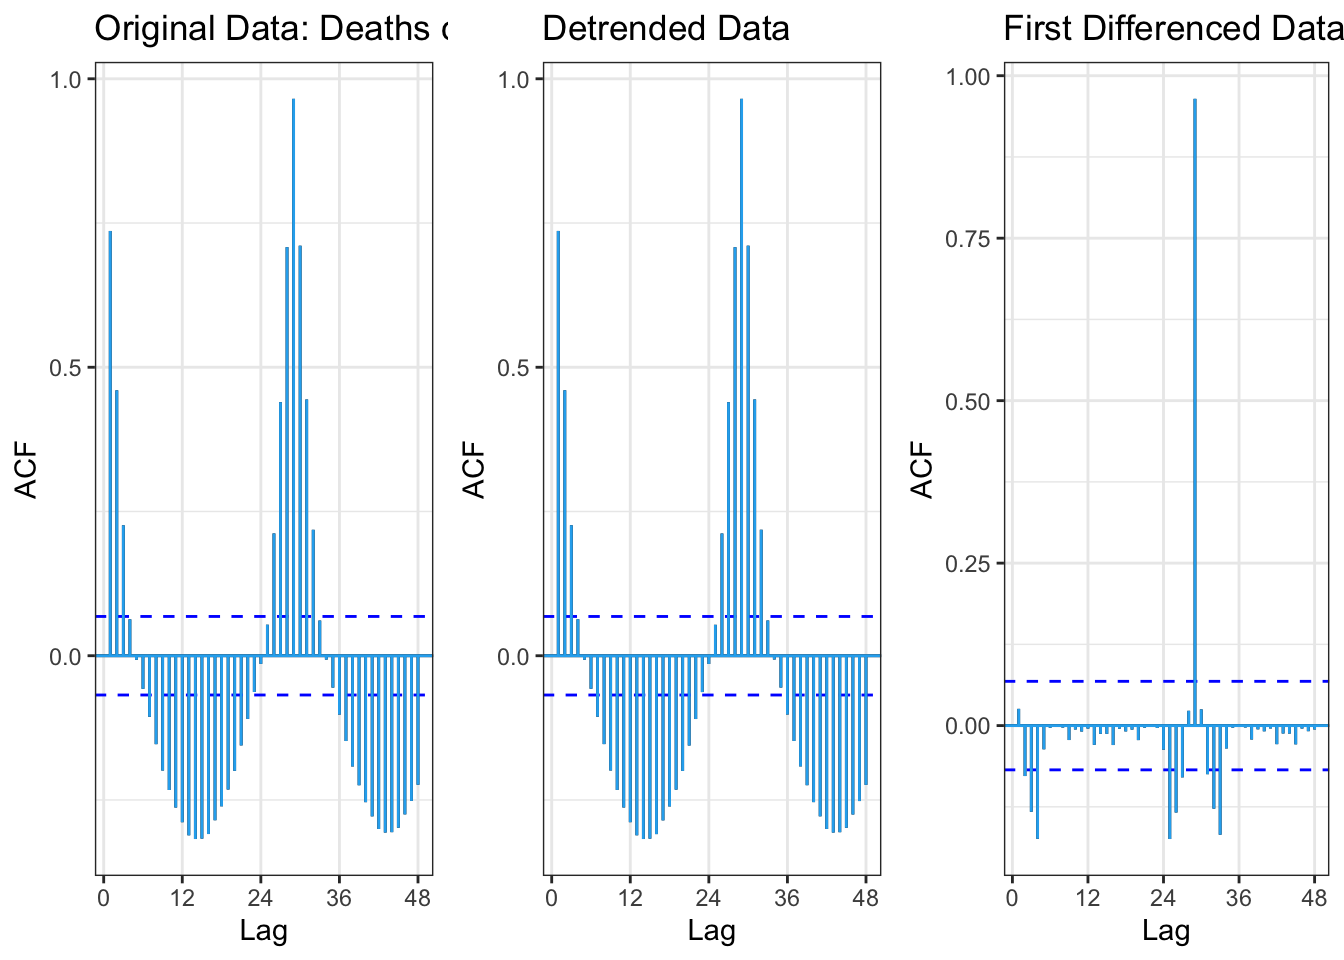 Original Data: Deaths
Detrended Data
First Differenced Data
1.0
0.5
0.0
ACF
0
12
24
36
48
Lag
1.0
0.5
0.0
ACF
0
12
24
36
48
Lag
1.00
0.75
0.50
0.25
0.00
ACF
0
12
24
36
48
Lag